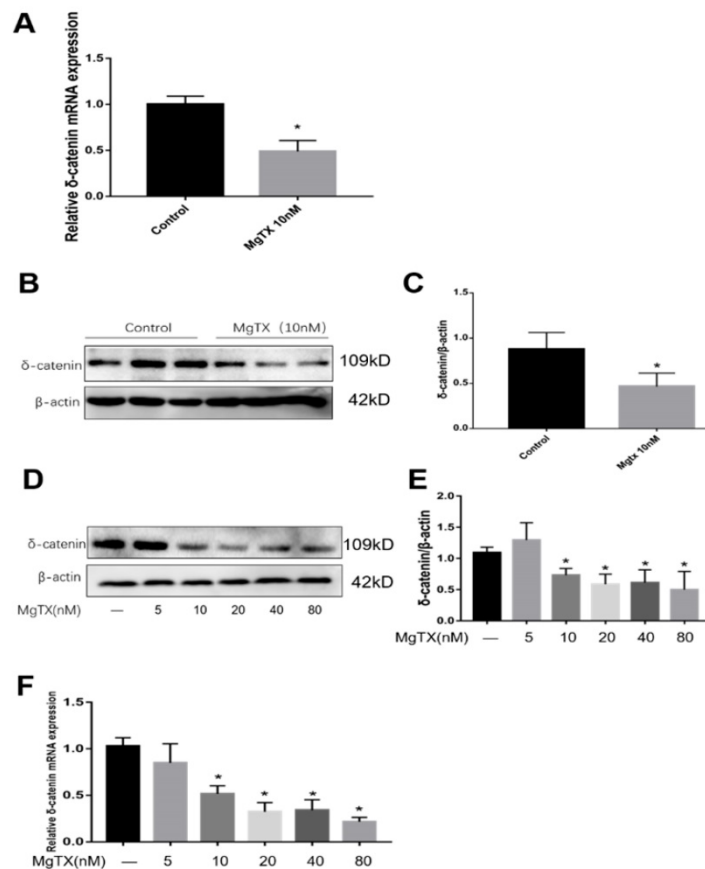 A
Relative δ-catenin mRNA expression
1.5
1.0
0.5
0.0
*
Control
MgTX 10nM
B
Control
MgTX (10nM)
δ-catenin
109kD
β-actin
42kD
C
δ-catenin/β-actin
1.5
1.0
0.5
0.0
*
Control
Mgtx 10nM
D
δ-catenin
109kD
β-actin
42kD
MgTX(nM) — 5 10 20 40 80
E
δ-catenin/β-actin
2.0
1.5
1.0
0.5
0.0
* * * *
MgTX(nM) — 5 10 20 40 80
F
Relative δ-catenin mRNA expression
1.5
1.0
0.5
0.0
* * * *
MgTX(nM) — 5 10 20 40 80